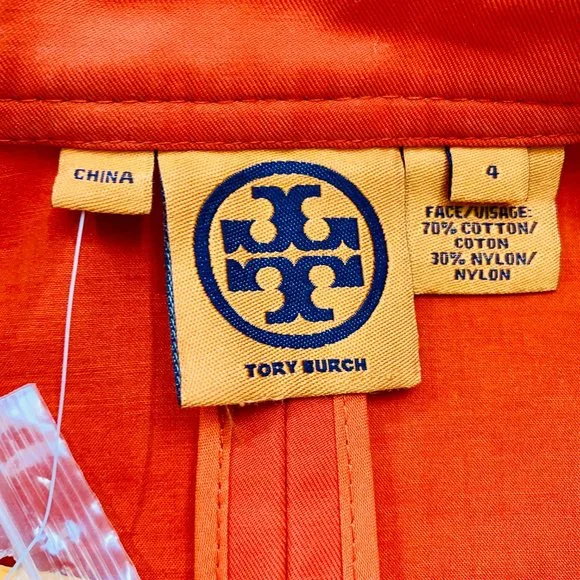 CHINA
TORY BURCH
4
FACE/VISAGE:
70% COTTON/
COTON
30% NYLON/
NYLON